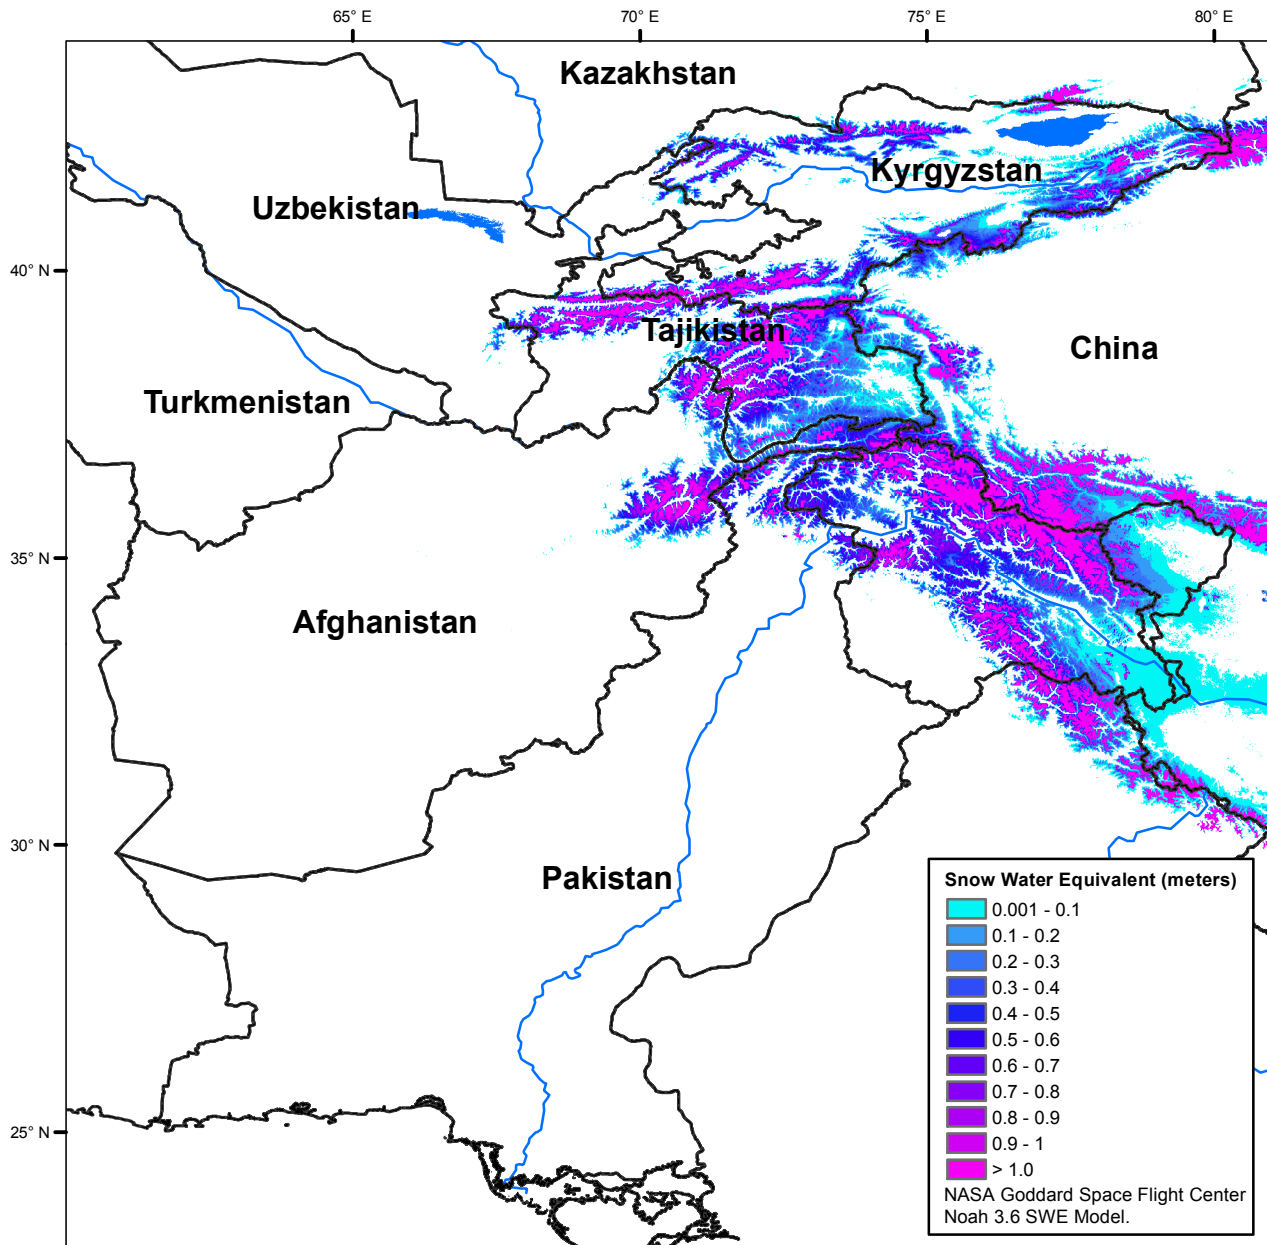 65° E
70° E
75° E
80° E
Kazakhstan
Kyrgyzstan
Uzbekistan
40° N
Tajikistan
China
Turkmenistan
35° N
Afghanistan
30° N
Pakistan
25° N
Snow Water Equivalent (meters)
0.001 - 0.1
0.1 - 0.2
0.2 - 0.3
0.3 - 0.4
0.4 - 0.5
0.5 - 0.6
0.6 - 0.7
0.7 - 0.8
0.8 - 0.9
0.9 - 1
> 1.0
NASA Goddard Space Flight Center
Noah 3.6 SWE Model.